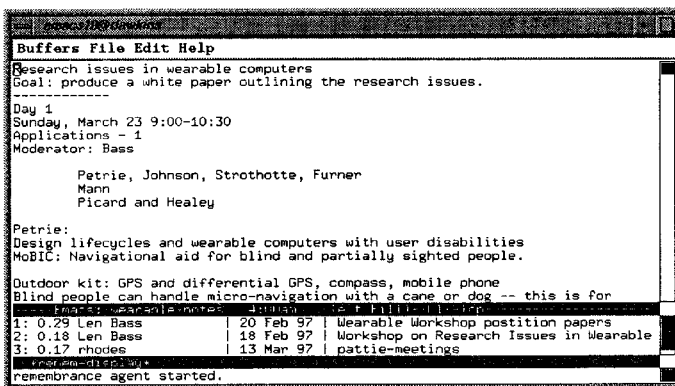 Buffers File Edit Help
Research issues in wearable computers
Goal: produce a white paper outlining the research issues.
-------------
Day 1
Sunday, March 23 9:00-10:30
Applications - 1
Moderator: Bass
Petrie, Johnson, Strothotte, Furner
Mann
Picard and Healey
Petrie:
Design lifecycles and wearable computers with user disabilities
MoBIC: Navigational aid for blind and partially sighted people.
Outdoor kit: GPS and differential GPS, compass, mobile phone
Blind people can handle micro-navigation with a cane or dog -- this is for
Emacs: wearable-notes
1: 0.29 Len Bass | 20 Feb 97 | Wearable Workshop postition papers
2: 0.18 Len Bass | 18 Feb 97 | Workshop on Research Issues in Wearable
3: 0.17 rhodes | 13 Mar 97 | pattie-meetings
*remem-display*
remembrance agent started.